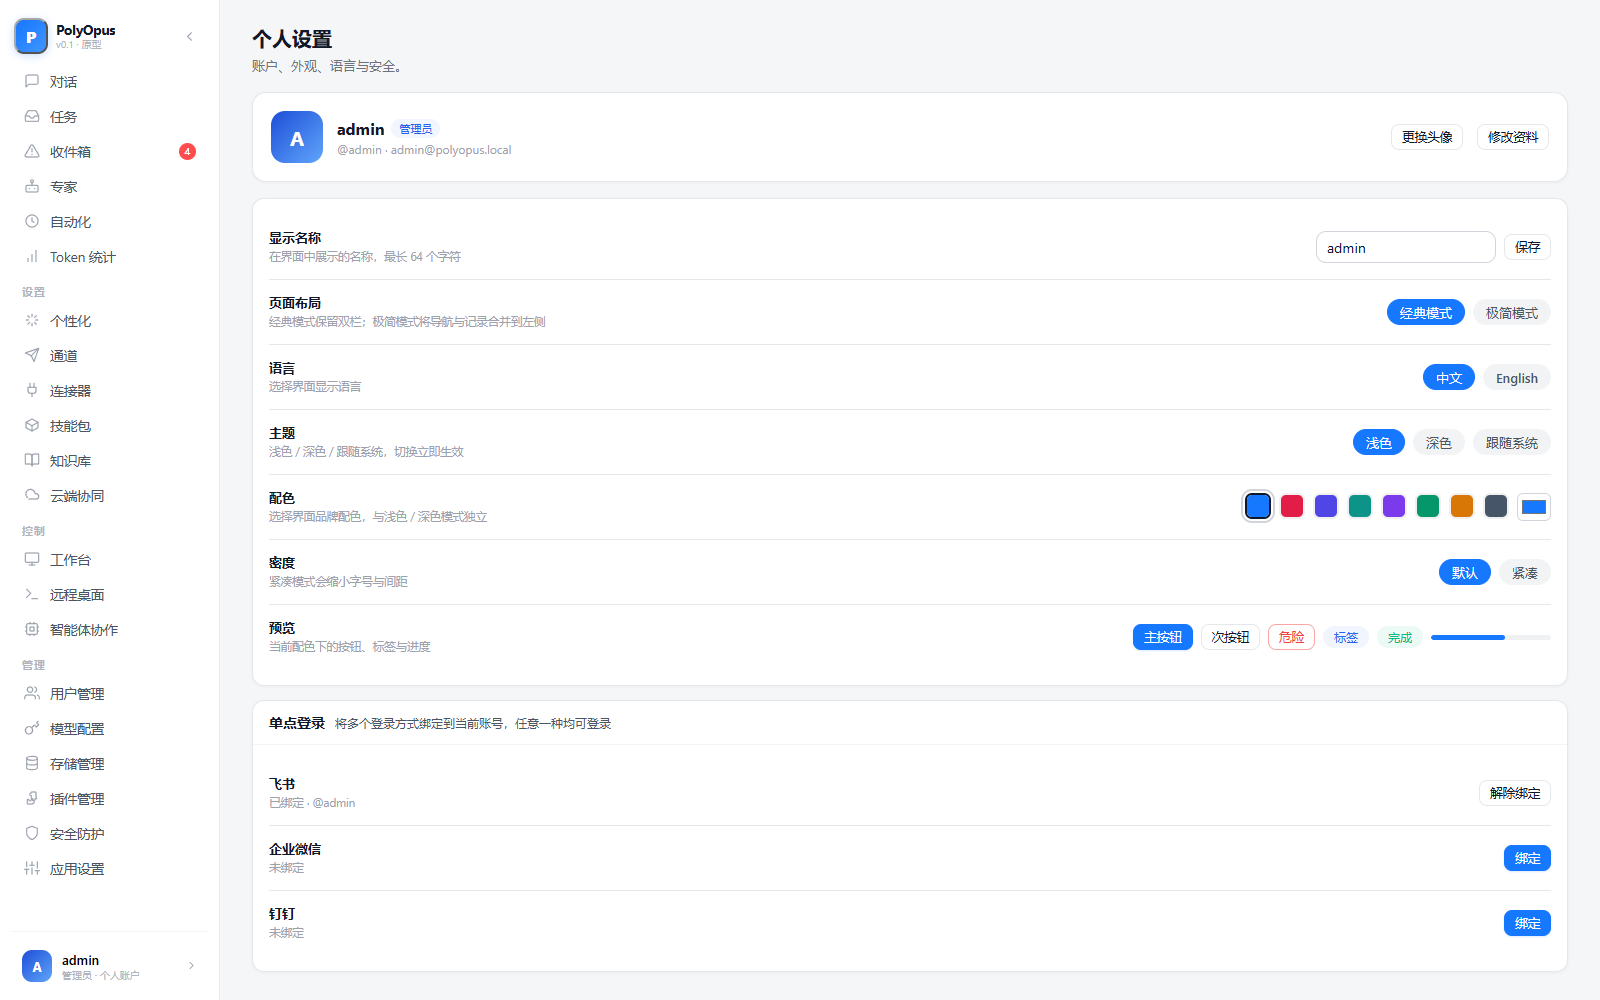 P
PolyOpus
v0.1 · 原型
对话
任务
收件箱
4
专家
自动化
Token 统计
设置
个性化
通道
连接器
技能包
知识库
云端协同
控制
工作台
远程桌面
智能体协作
管理
用户管理
模型配置
存储管理
插件管理
安全防护
应用设置
A
admin
管理员 · 个人账户
个人设置
账户、外观、语言与安全。
A
admin 管理员
@admin · admin@polyopus.local
更换头像 修改资料
显示名称
在界面中展示的名称，最长 64 个字符
admin 保存
页面布局
经典模式保留双栏；极简模式将导航与记录合并到左侧
经典模式 极简模式
语言
选择界面显示语言
中文 English
主题
浅色 / 深色 / 跟随系统，切换立即生效
浅色 深色 跟随系统
配色
选择界面品牌配色，与浅色 / 深色模式独立
密度
紧凑模式会缩小字号与间距
默认 紧凑
预览
当前配色下的按钮、标签与进度
主按钮 次按钮 危险 标签 完成
单点登录 将多个登录方式绑定到当前账号，任意一种均可登录
飞书
已绑定 · @admin
解除绑定
企业微信
未绑定
绑定
钉钉
未绑定
绑定